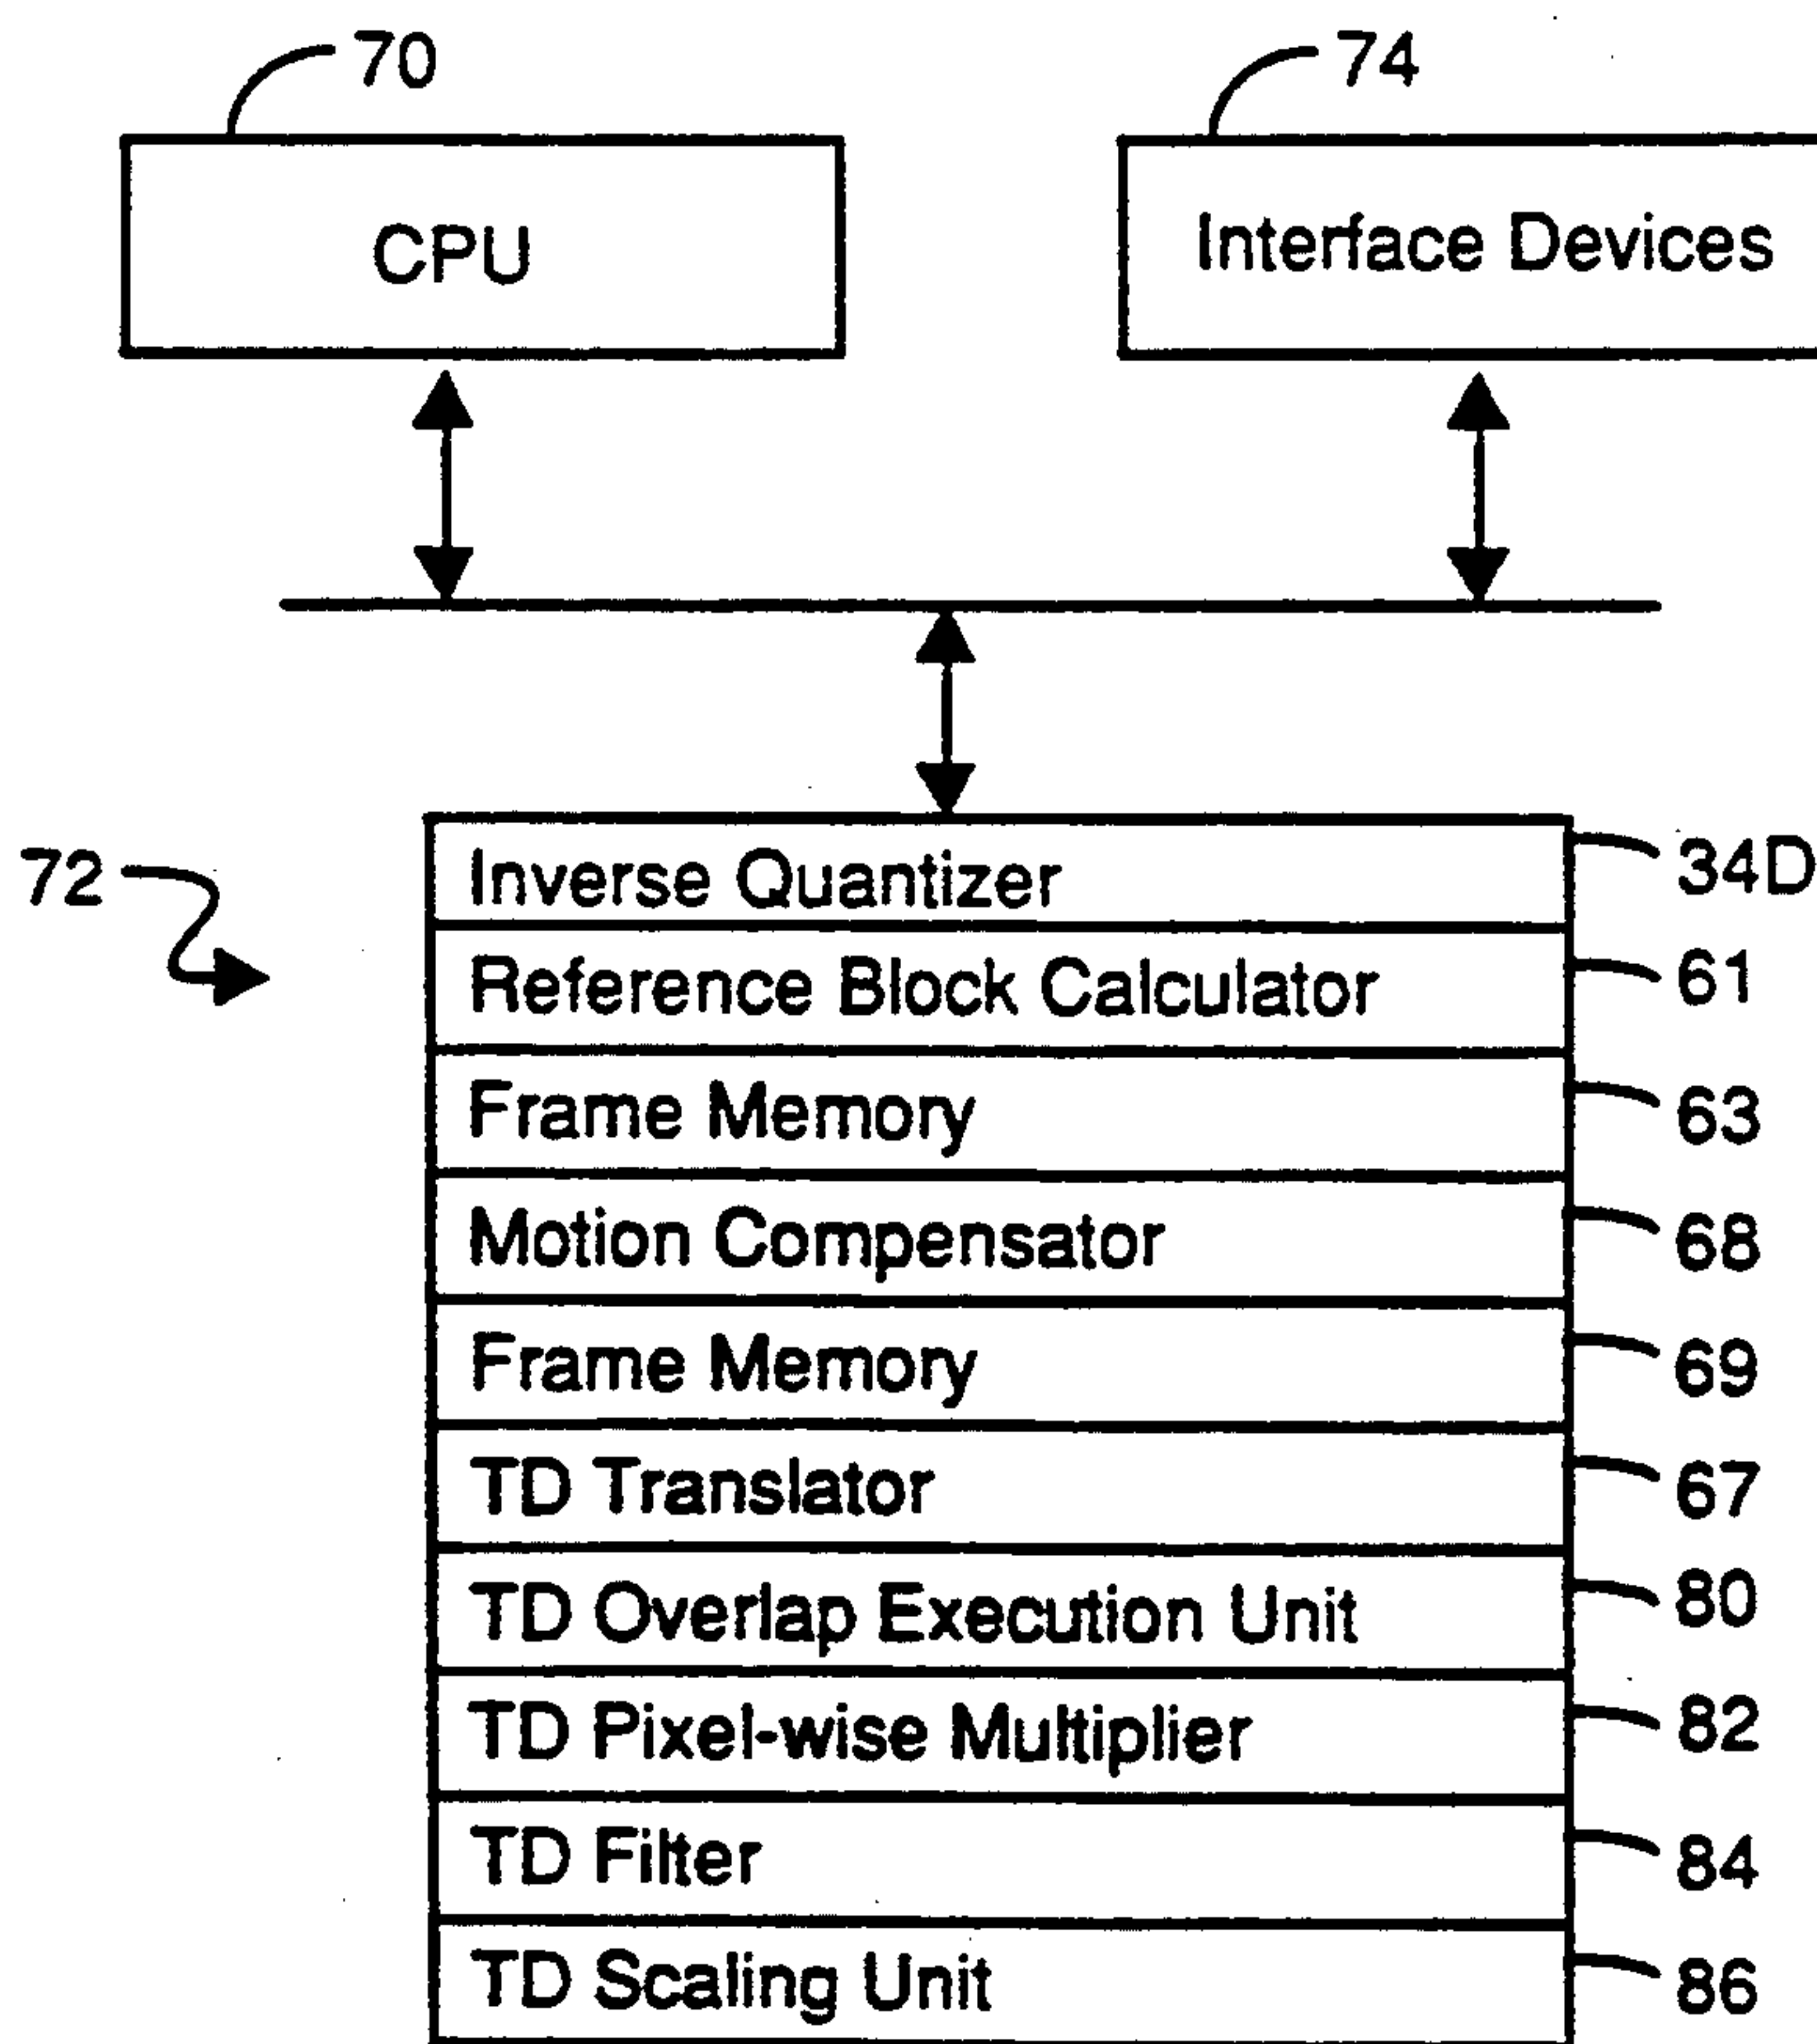 70
74
CPU
Interface Devices
72
Inverse Quantizer 34D
Reference Block Calculator 61
Frame Memory 63
Motion Compensator 68
Frame Memory 69
TD Translator 67
TD Overlap Execution Unit 80
TD Pixel-wise Multiplier 82
TD Filter 84
TD Scaling Unit 86